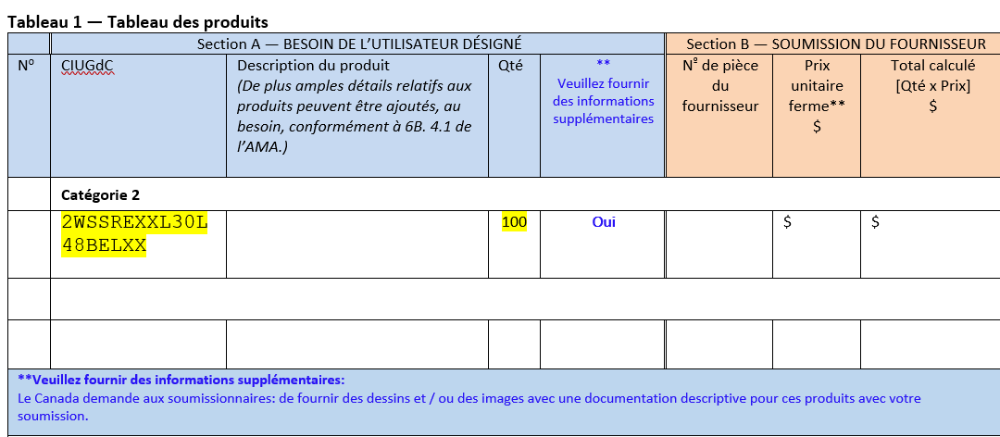 Tableau 1 — Tableau des produits
Section A — BESOIN DE L'UTILISATEUR DÉSIGNÉ
Section B — SOUMISSION DU FOURNISSEUR
Nº
CIUGdC
Description du produit
(De plus amples détails relatifs aux
produits peuvent être ajoutés, au
besoin, conformément à 6B. 4.1 de
l'AMA.)
Qté
**
Veuillez fournir
des informations
supplémentaires
Nº de pièce
du
fournisseur
Prix
unitaire
ferme**
$
Total calculé
[Qté x Prix]
$
Catégorie 2
2WSSREXXL30L
48BELXX
100
Oui
$
$
**Veuillez fournir des informations supplémentaires:
Le Canada demande aux soumissionnaires: de fournir des dessins et / ou des images avec une documentation descriptive pour ces produits avec votre
soumission.